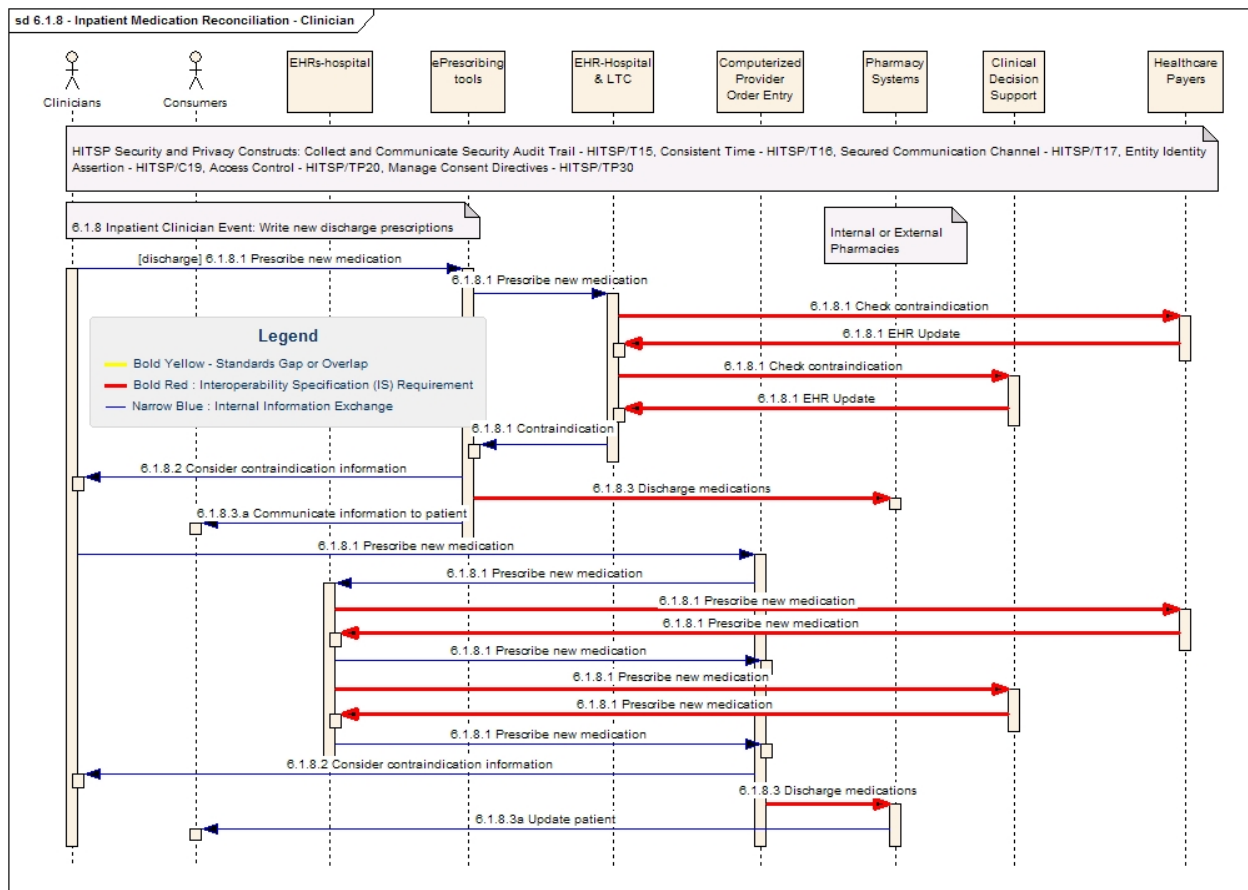 sd 6.1.8 - Inpatient Medication Reconciliation - Clinician
Clinicians
Consumers
EHRs-hospital
ePrescribing
tools
EHR-Hospital
& LTC
Computerized
Provider
Order Entry
Pharmacy
Systems
Clinical
Decision
Support
Healthcare
Payers
HITSP Security and Privacy Constructs: Collect and Communicate Security Audit Trail - HITSP/T15, Consistent Time - HITSP/T16, Secured Communication Channel - HITSP/T17, Entity Identity
Assertion - HITSP/C19, Access Control - HITSP/TP20, Manage Consent Directives - HITSP/TP30
6.1.8 Inpatient Clinician Event: Write new discharge prescriptions
Internal or External
Pharmacies
[discharge] 6.1.8.1 Prescribe new medication
6.1.8.1 Prescribe new medication
6.1.8.1 Check contraindication
6.1.8.1 EHR Update
6.1.8.1 Check contraindication
6.1.8.1 EHR Update
Legend
Bold Yellow - Standards Gap or Overlap
Bold Red : Interoperability Specification (IS) Requirement
Narrow Blue : Internal Information Exchange
6.1.8.1 Contraindication
6.1.8.2 Consider contraindication information
6.1.8.3 Discharge medications
6.1.8.3.a Communicate information to patient
6.1.8.1 Prescribe new medication
6.1.8.1 Prescribe new medication
6.1.8.1 Prescribe new medication
6.1.8.1 Prescribe new medication
6.1.8.1 Prescribe new medication
6.1.8.1 Prescribe new medication
6.1.8.1 Prescribe new medication
6.1.8.1 Prescribe new medication
6.1.8.2 Consider contraindication information
6.1.8.3 Discharge medications
6.1.8.3a Update patient